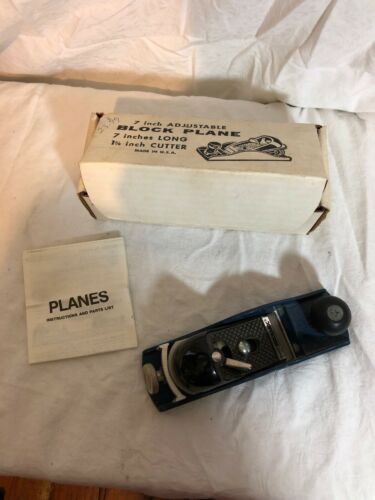 7 inch ADJUSTABLE
BLOCK PLANE
7 inches LONG
1⅝ inch CUTTER
MADE IN U.S.A.
PLANES
INSTRUCTIONS AND PARTS LIST